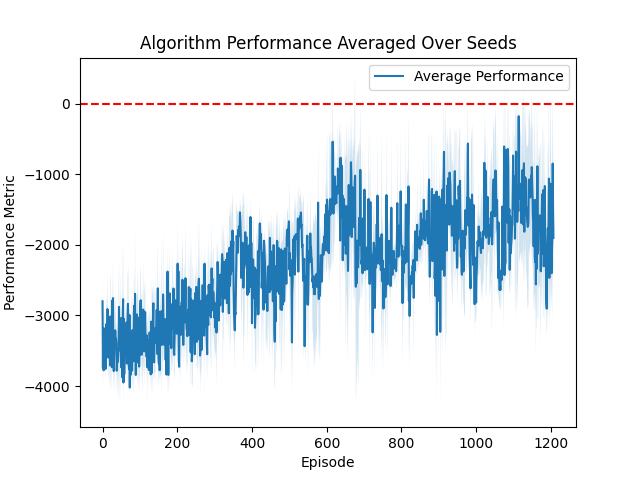 Algorithm Performance Averaged Over Seeds
Average Performance
Performance Metric
0
−1000
−2000
−3000
−4000
0 200 400 600 800 1000 1200
Episode